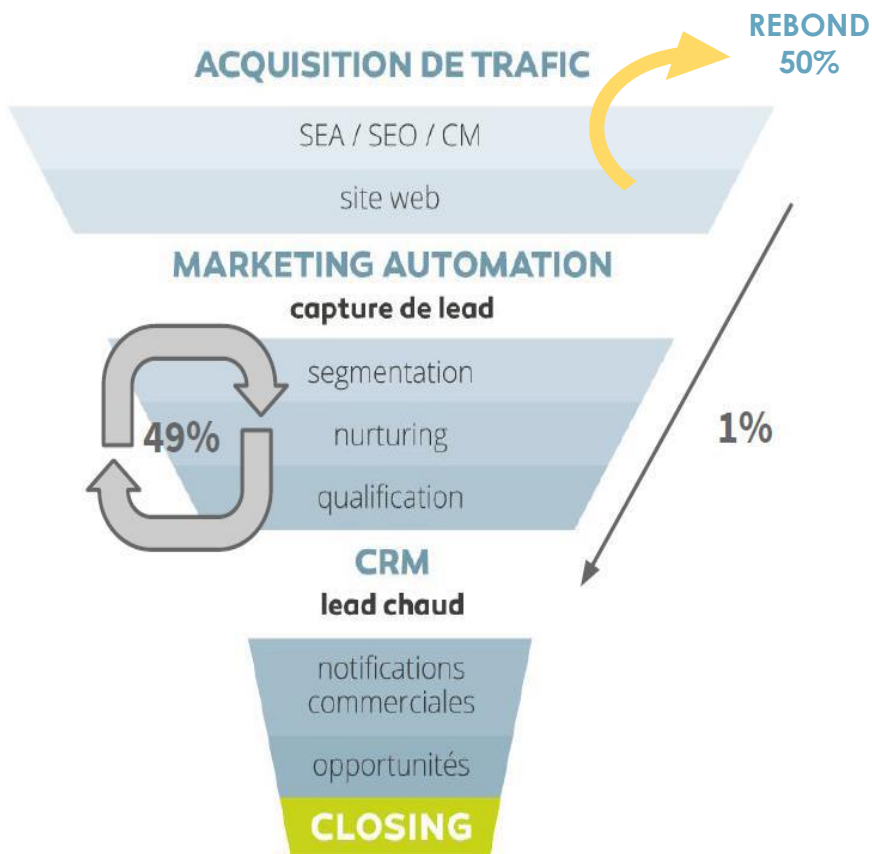 REBOND
50%
ACQUISITION DE TRAFIC
SEA / SEO / CM
site web
MARKETING AUTOMATION
capture de lead
segmentation
49%
nurturing
1%
qualification
CRM
lead chaud
notifications
commerciales
opportunités
CLOSING